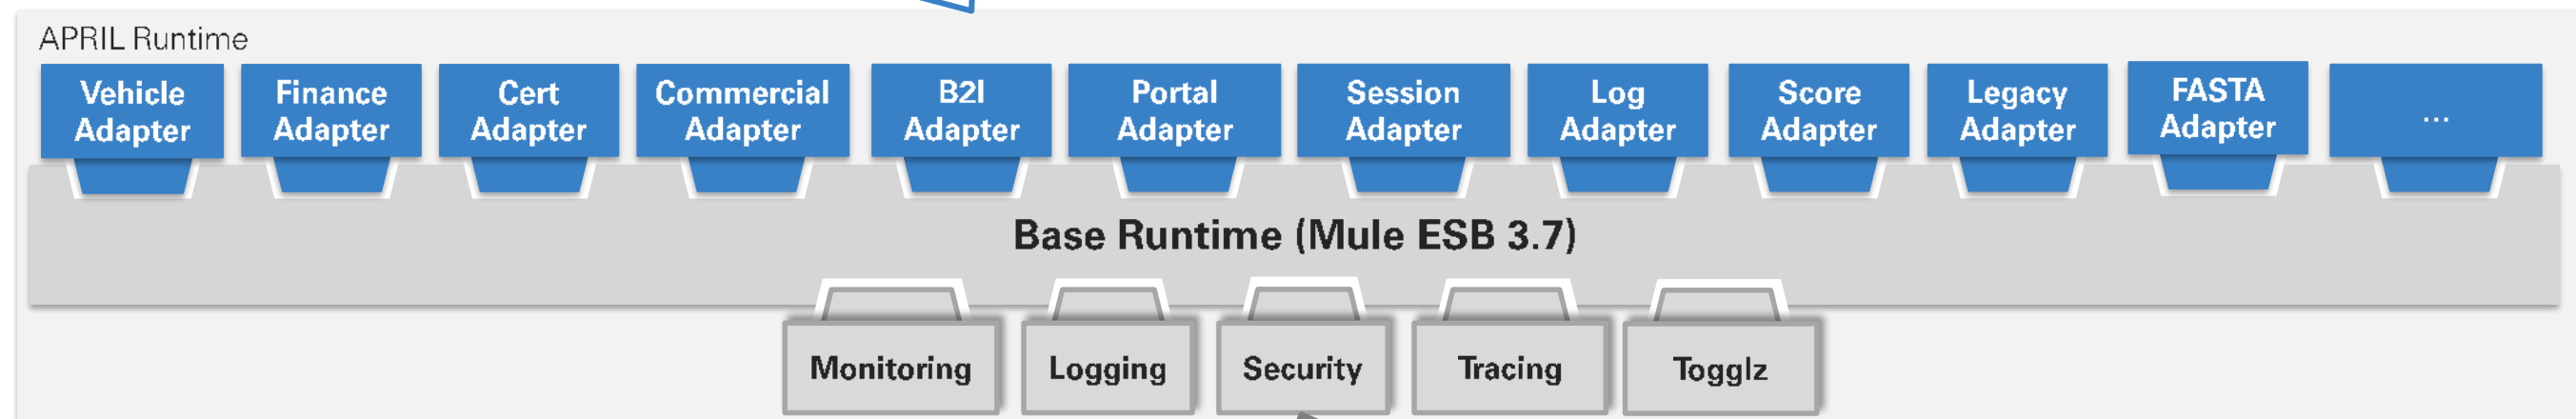 APRIL Runtime
Vehicle
Adapter
Finance
Adapter
Cert
Adapter
Commercial
Adapter
B2I
Adapter
Portal
Adapter
Session
Adapter
Log
Adapter
Score
Adapter
Legacy
Adapter
FASTA
Adapter
...
Base Runtime (Mule ESB 3.7)
Monitoring
Logging
Security
Tracing
Togglz